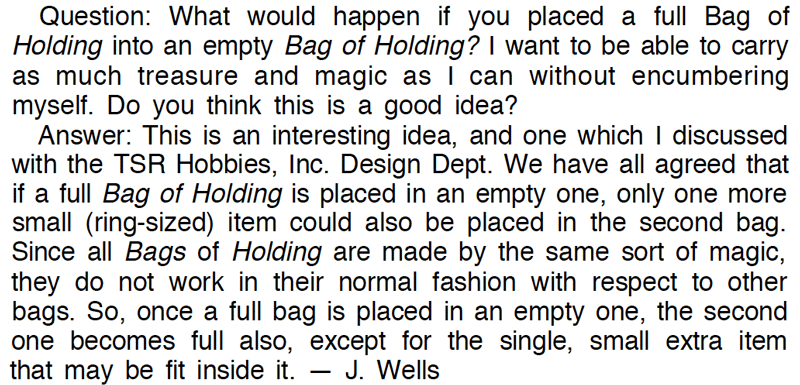 Question: What would happen if you placed a full Bag of
Holding into an empty Bag of Holding? I want to be able to carry
as much treasure and magic as I can without encumbering
myself. Do you think this is a good idea?
Answer: This is an interesting idea, and one which I discussed
with the TSR Hobbies, Inc. Design Dept. We have all agreed that
if a full Bag of Holding is placed in an empty one, only one more
small (ring-sized) item could also be placed in the second bag.
Since all Bags of Holding are made by the same sort of magic,
they do not work in their normal fashion with respect to other
bags. So, once a full bag is placed in an empty one, the second
one becomes full also, except for the single, small extra item
that may be fit inside it. — J. Wells